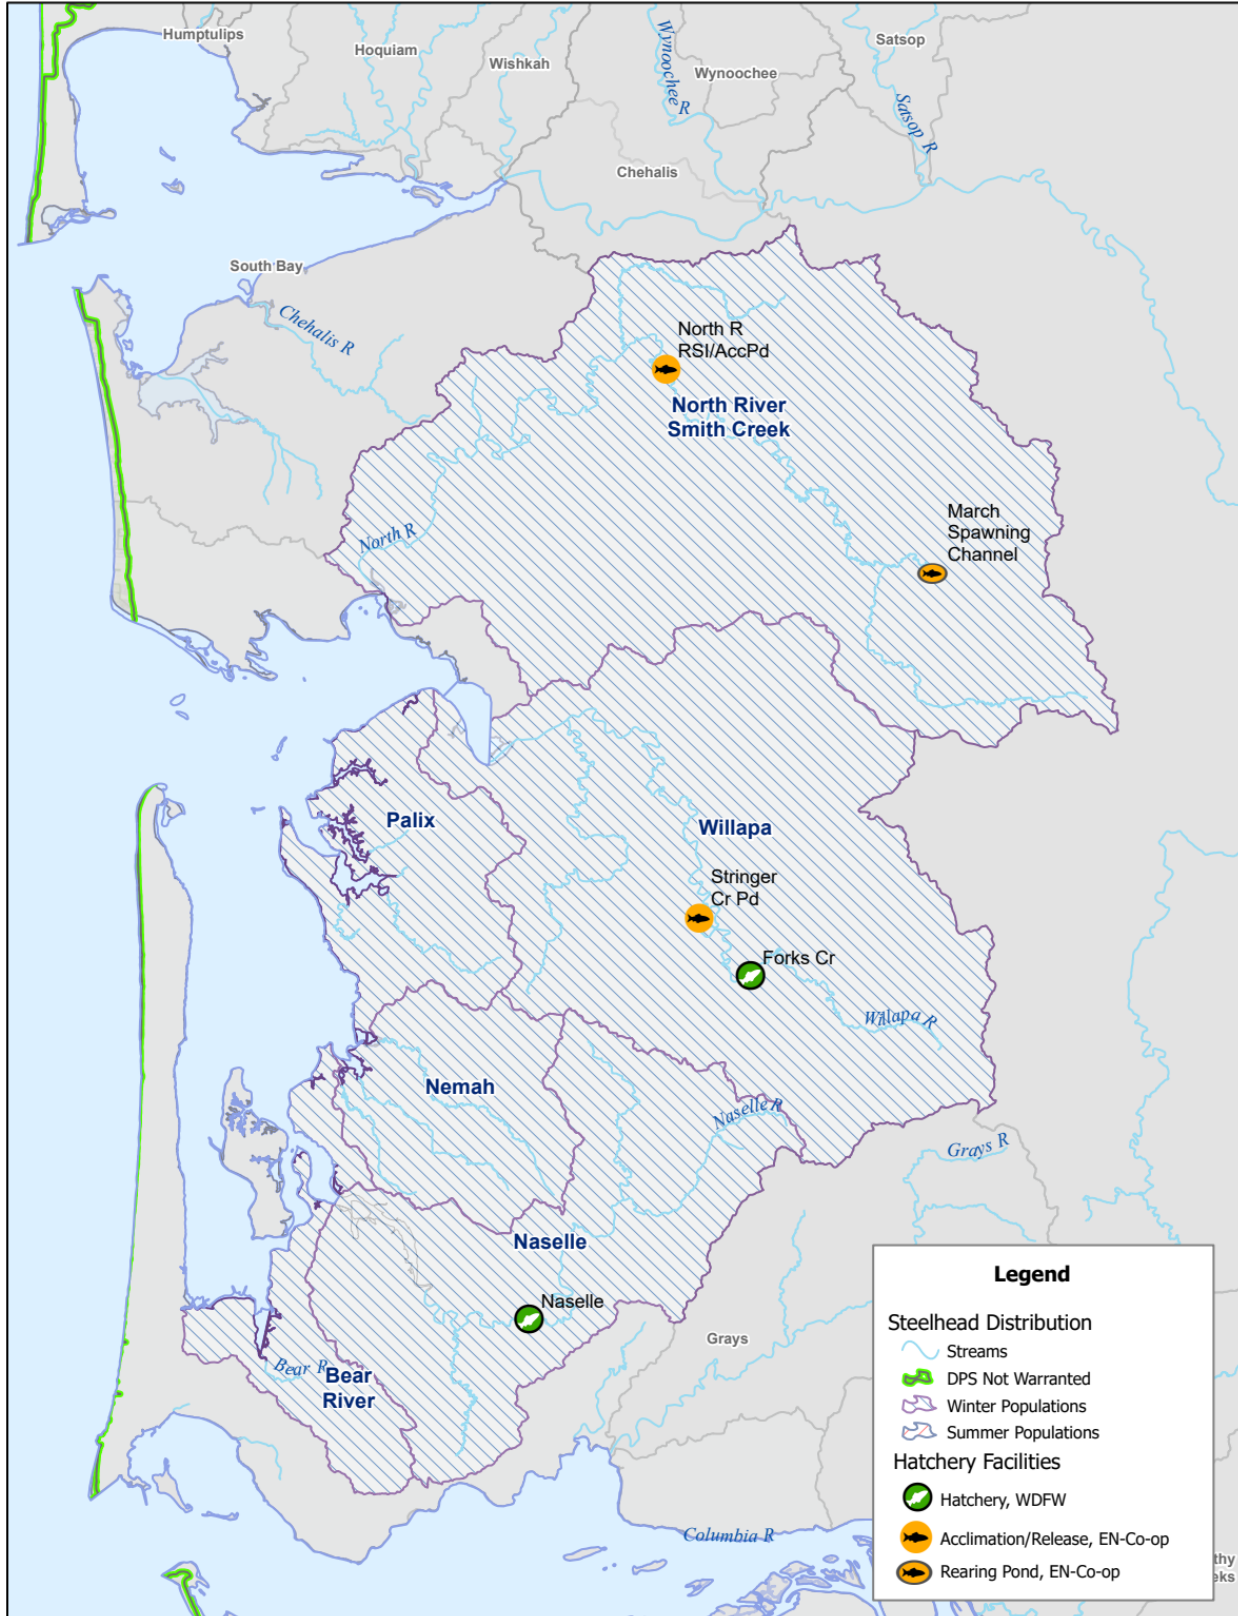 Humptulips
Hoquiam
Wishkah
Wynoochee R
Wynoochee
Satsop
Satsop R
Chehalis
South Bay
Chehalis R
North R
RSI/AccPd
North River
Smith Creek
March
Spawning
Channel
North R
Palix
Willapa
Stringer
Cr Pd
Forks Cr
Willapa R
Nemah
Naselle R
Grays R
Naselle
Naselle
Grays
Bear R
Bear
River
Columbia R
Legend
Steelhead Distribution
Streams
DPS Not Warranted
Winter Populations
Summer Populations
Hatchery Facilities
Hatchery, WDFW
Acclimation/Release, EN-Co-op
Rearing Pond, EN-Co-op
thy
eks